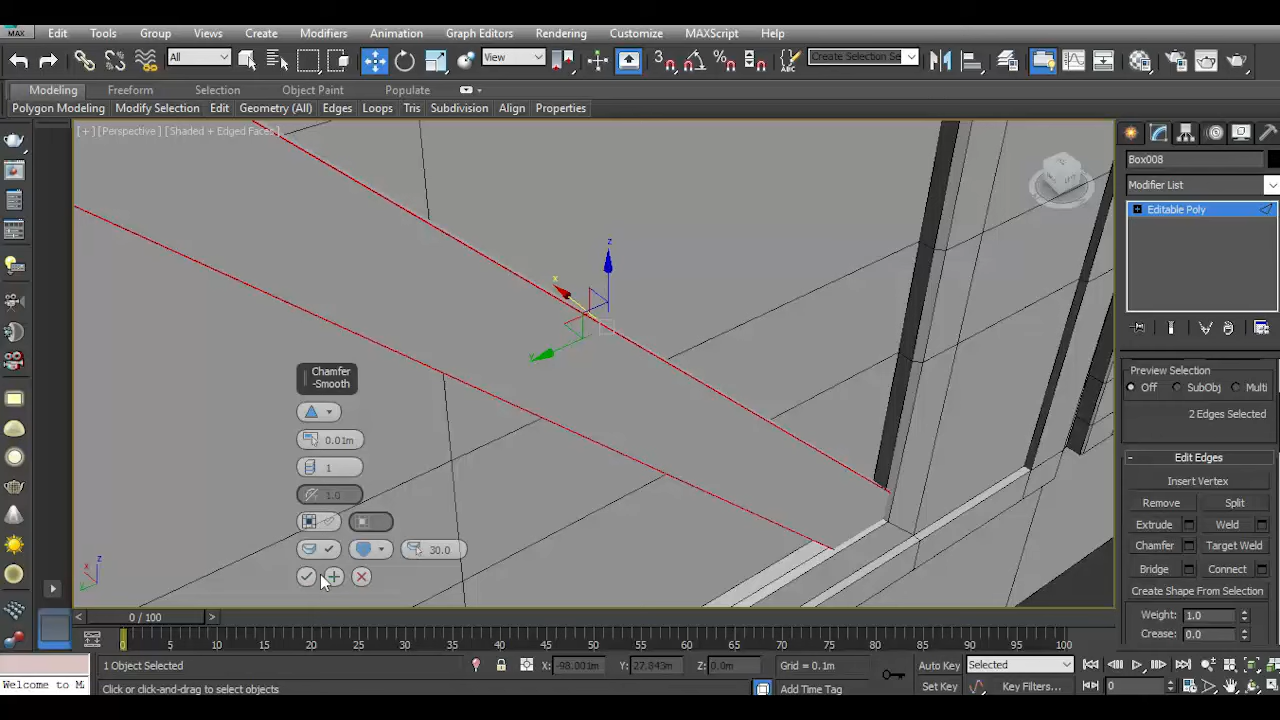 MAX Edit Tools Group Views Create Modifiers Animation Graph Editors Rendering Customize MAXScript Help
All View 3 Create Selection Se
Modeling Freeform Selection Object Paint Populate
Polygon Modeling Modify Selection Edit Geometry (All) Edges Loops Tris Subdivision Align Properties
[+] [Perspective] [Shaded + Edged Faces]
Box008
Modifier List
Editable Poly
z
x
y
Chamfer
-Smooth
0.01m
1
1.0
30.0
Preview Selection
Off SubObj Multi
2 Edges Selected
Edit Edges
Insert Vertex
Remove Split
Extrude Weld
Chamfer Target Weld
Bridge Connect
Create Shape From Selection
Weight: 1.0
Crease: 0.0
z
x
y
< 0 / 100 >
0 5 10 15 20 25 30 35 40 45 50 55 60 65 70 75 80 85 90 95 100
1 Object Selected X: -98.001m Y: 27.843m Z: 0.0m Grid = 0.1m Auto Key Selected
Welcome to M Click or click-and-drag to select objects Add Time Tag Set Key Key Filters... 0